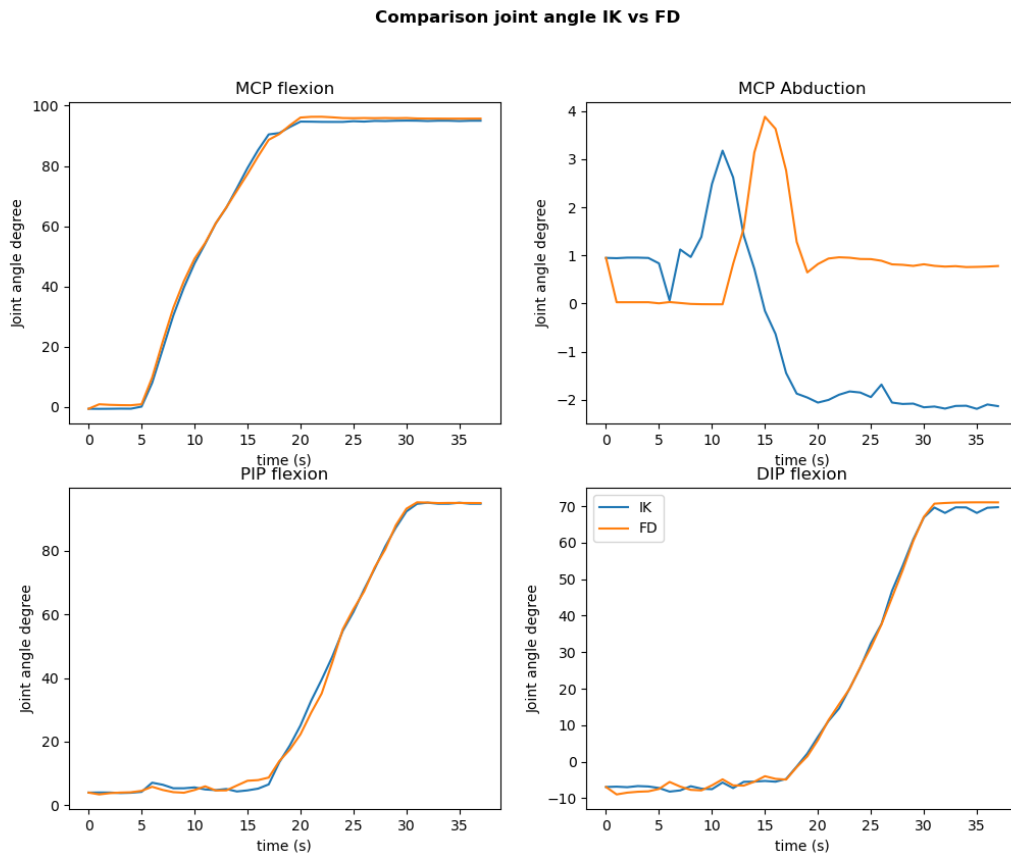 Comparison joint angle IK vs FD
MCP flexion
Joint angle degree
100
80
60
40
20
0
0 5 10 15 20 25 30 35
time (s)
MCP Abduction
Joint angle degree
4
3
2
1
0
−1
−2
0 5 10 15 20 25 30 35
time (s)
PIP flexion
Joint angle degree
80
60
40
20
0
0 5 10 15 20 25 30 35
time (s)
DIP flexion
IK
FD
Joint angle degree
70
60
50
40
30
20
10
0
−10
0 5 10 15 20 25 30 35
time (s)